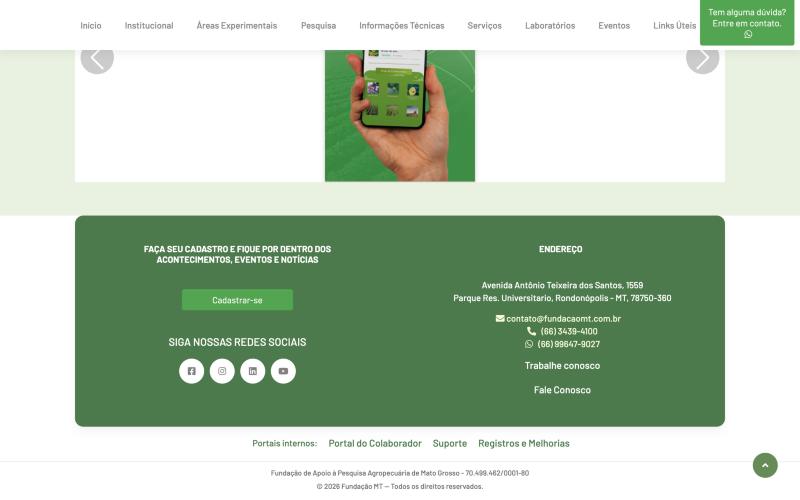 Início Institucional Áreas Experimentais Pesquisa Informações Técnicas Serviços Laboratórios Eventos Links Úteis
Tem alguma dúvida?
Entre em contato.
FAÇA SEU CADASTRO E FIQUE POR DENTRO DOS
ACONTECIMENTOS, EVENTOS E NOTÍCIAS
Cadastrar-se
SIGA NOSSAS REDES SOCIAIS
ENDEREÇO
Avenida Antônio Teixeira dos Santos, 1559
Parque Res. Universitario, Rondonópolis - MT, 78750-360
contato@fundacaomt.com.br
(66) 3439-4100
(66) 99647-9027
Trabalhe conosco
Fale Conosco
Portais internos: Portal do Colaborador Suporte Registros e Melhorias
Fundação de Apoio à Pesquisa Agropecuária de Mato Grosso - 70.499.462/0001-80
© 2026 Fundação MT — Todos os direitos reservados.